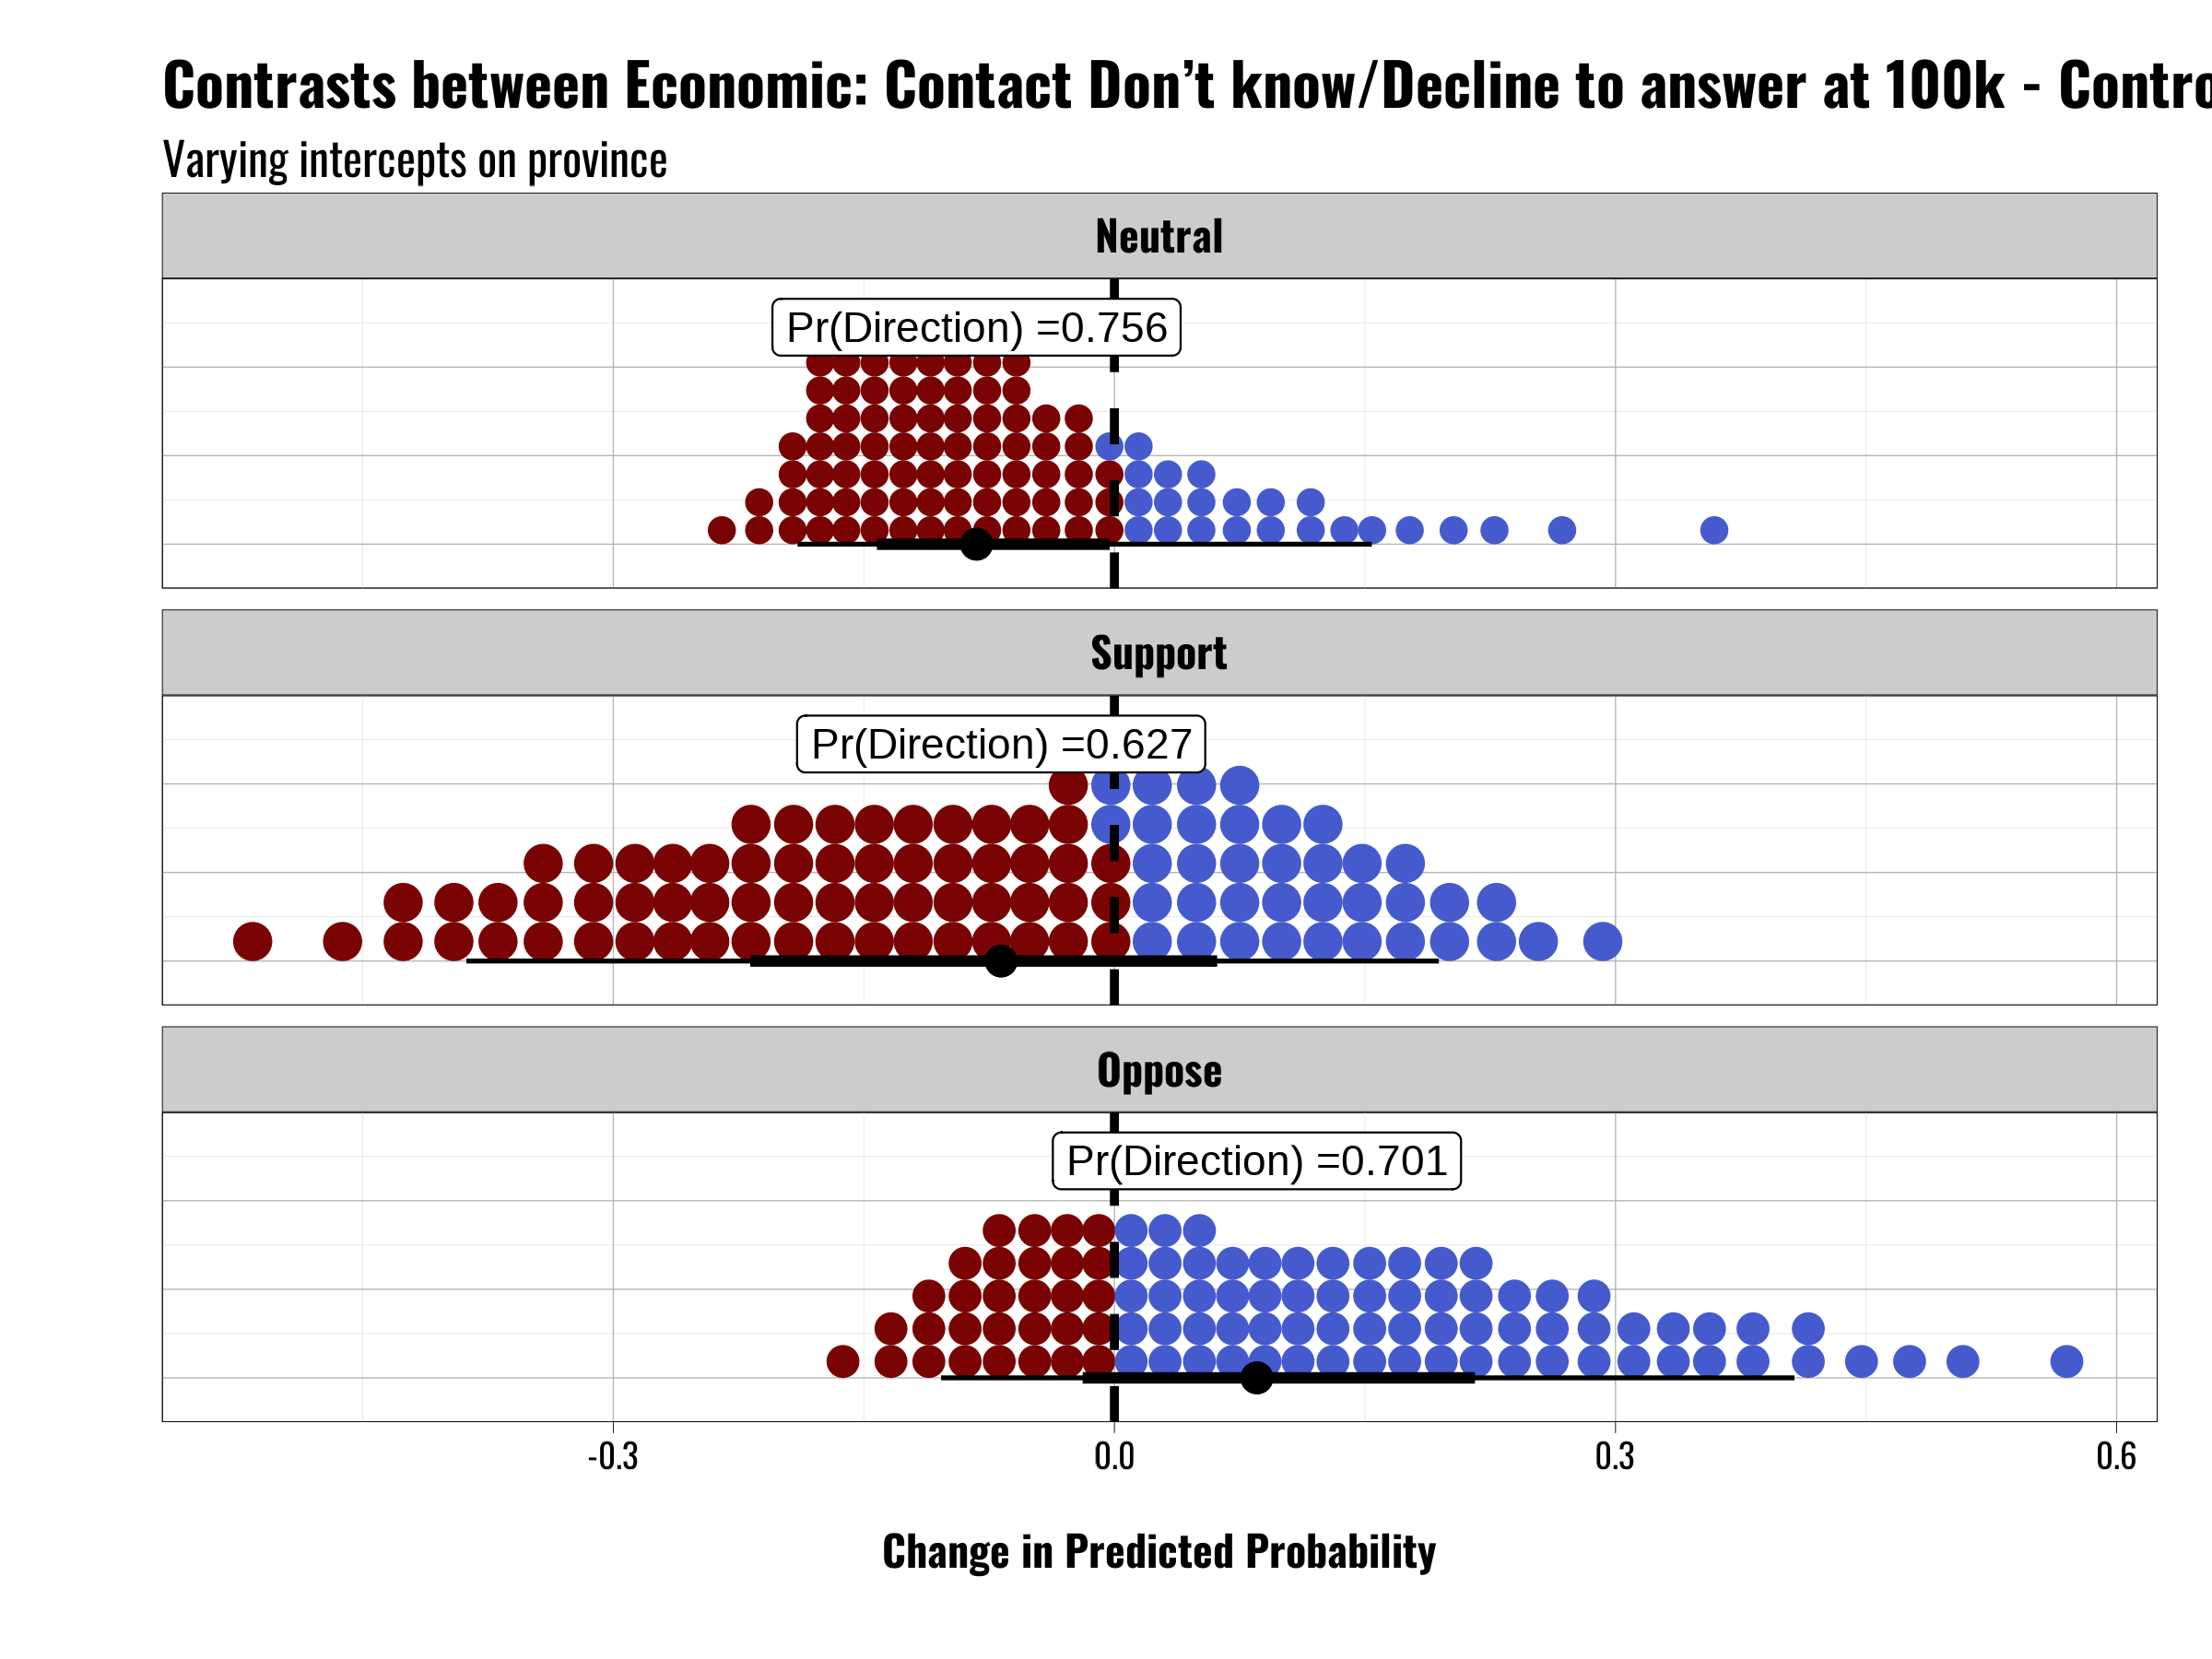 Contrasts between Economic: Contact Don’t know/Decline to answer at 100k -
Varying intercepts on province
Neutral
Pr(Direction) =0.756
Support
Pr(Direction) =0.627
Oppose
Pr(Direction) =0.701
-0.3 0.0 0.3 0.6
Change in Predicted Probability